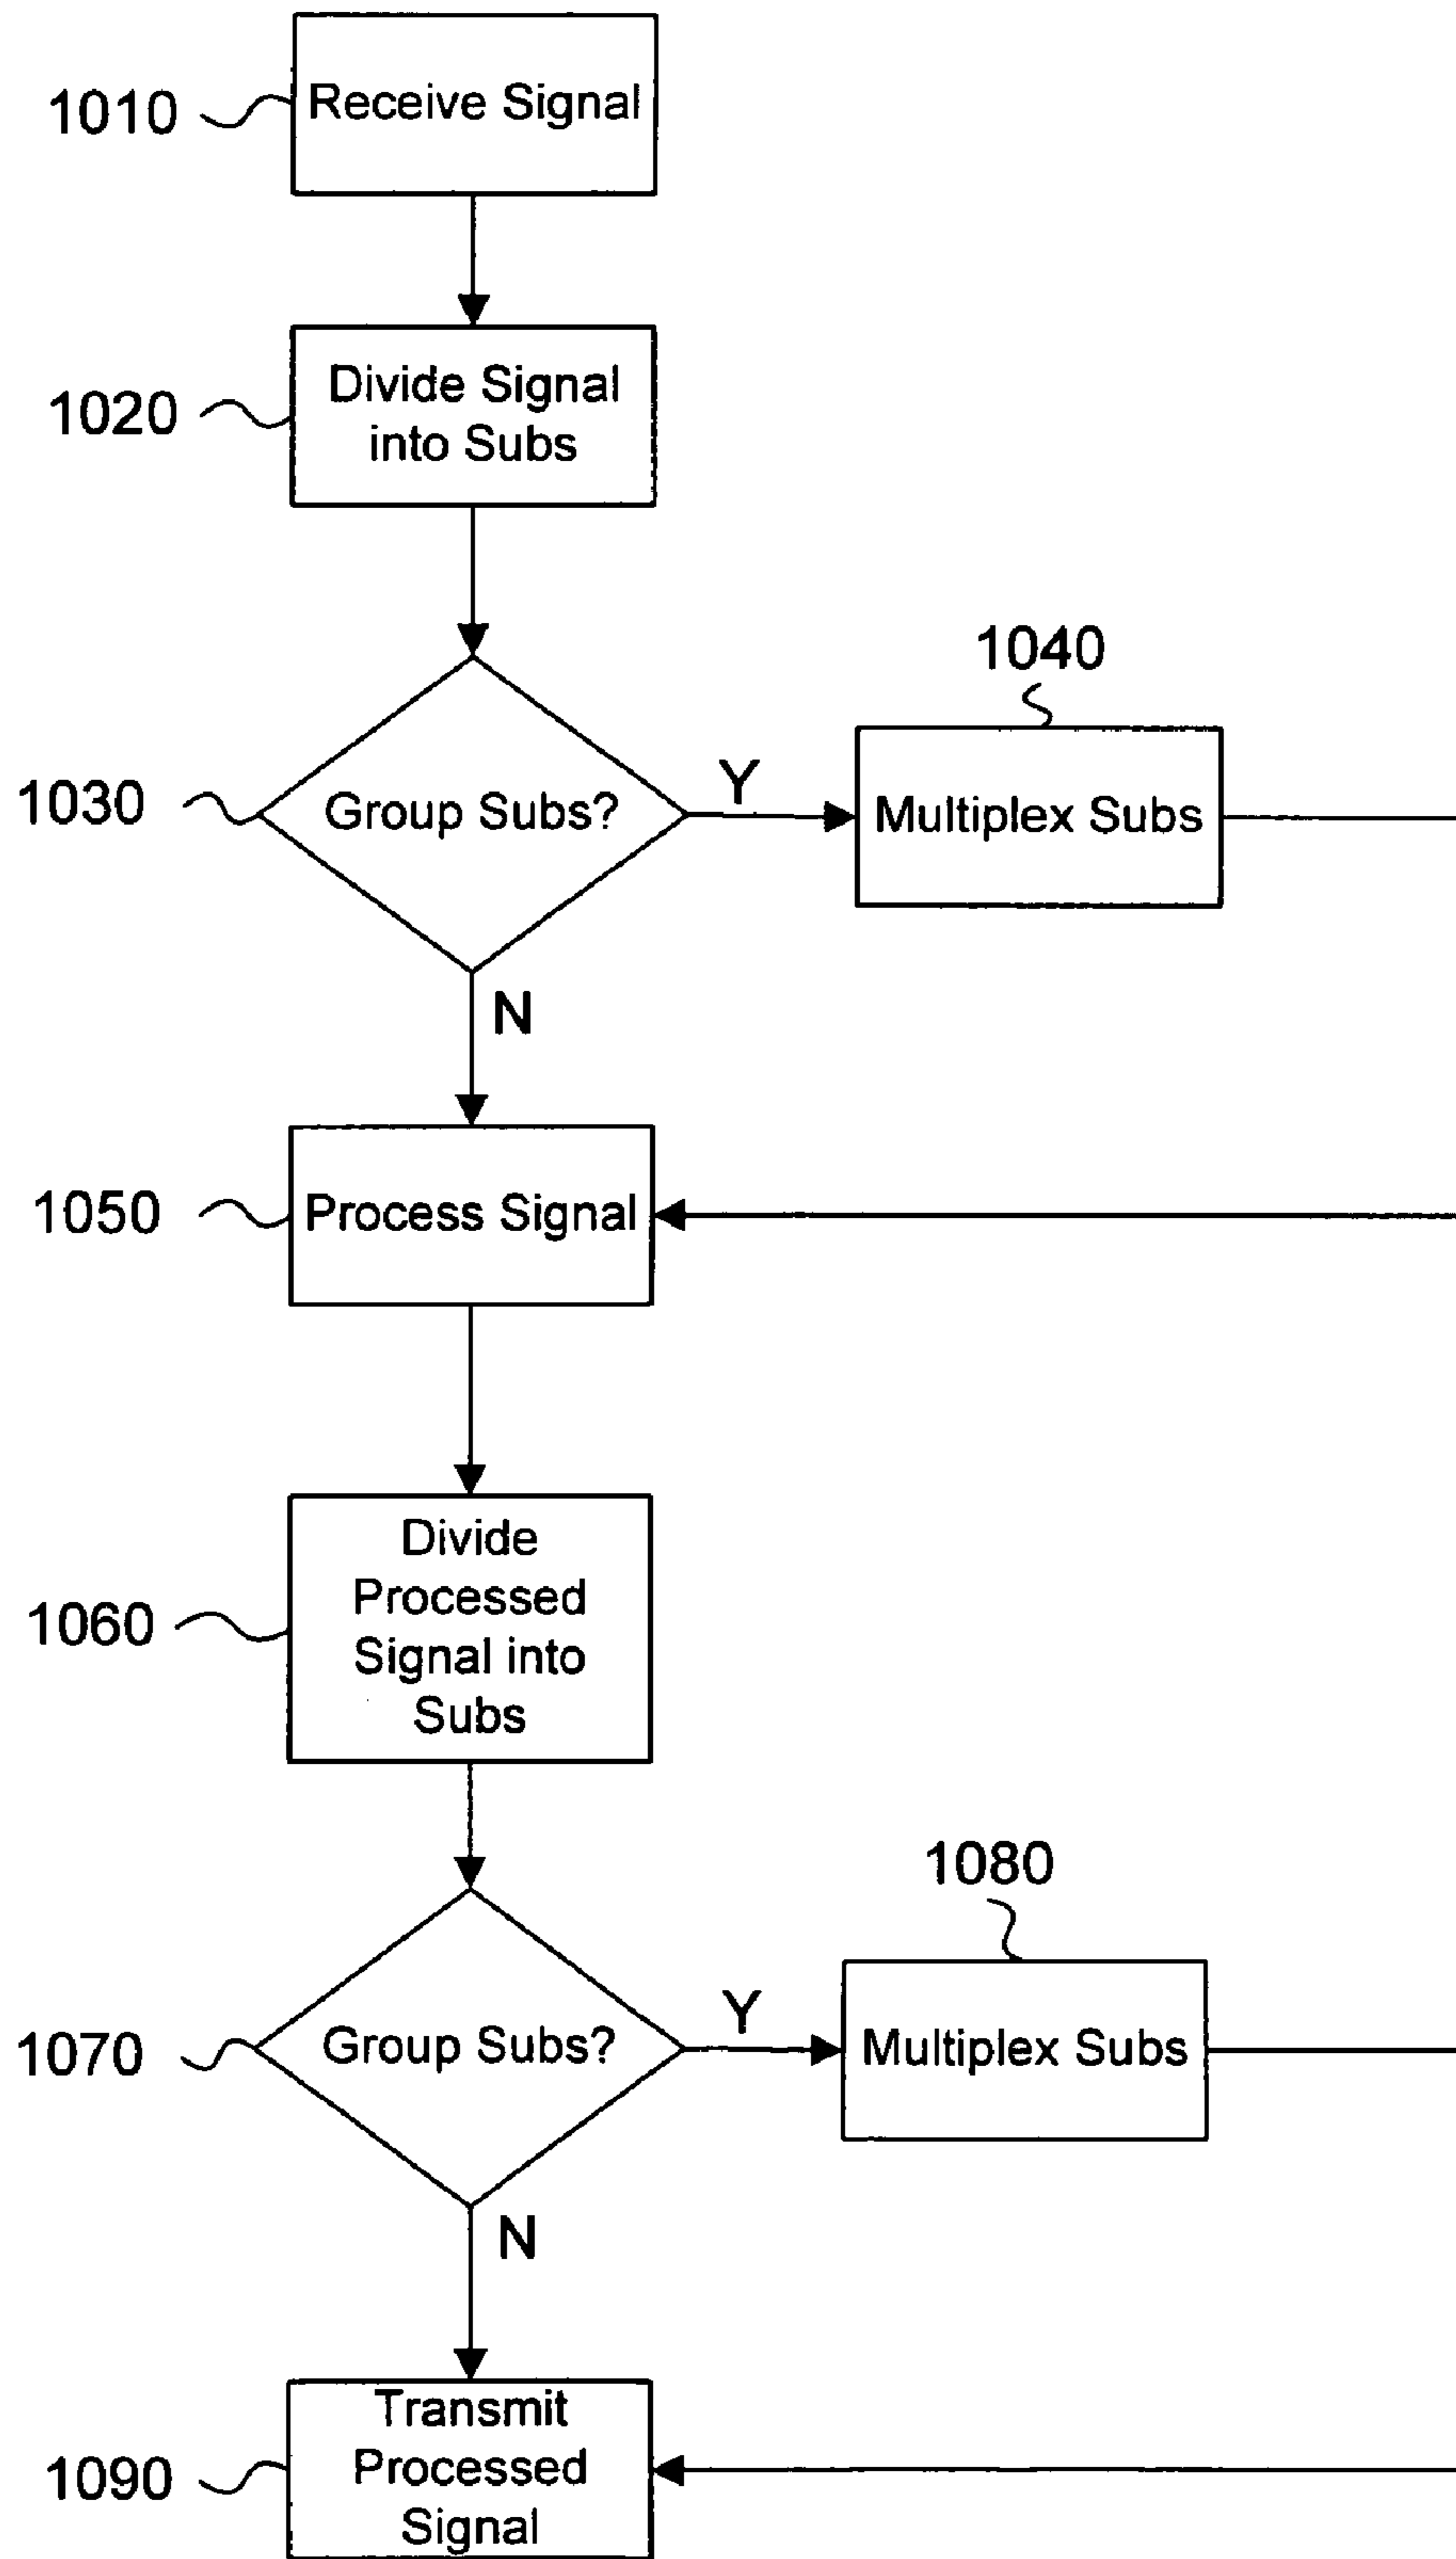 1010
Receive Signal
1020
Divide Signal
into Subs
1030
Group Subs?
Y
1040
Multiplex Subs
N
1050
Process Signal
1060
Divide
Processed
Signal into
Subs
1070
Group Subs?
Y
1080
Multiplex Subs
N
1090
Transmit
Processed
Signal